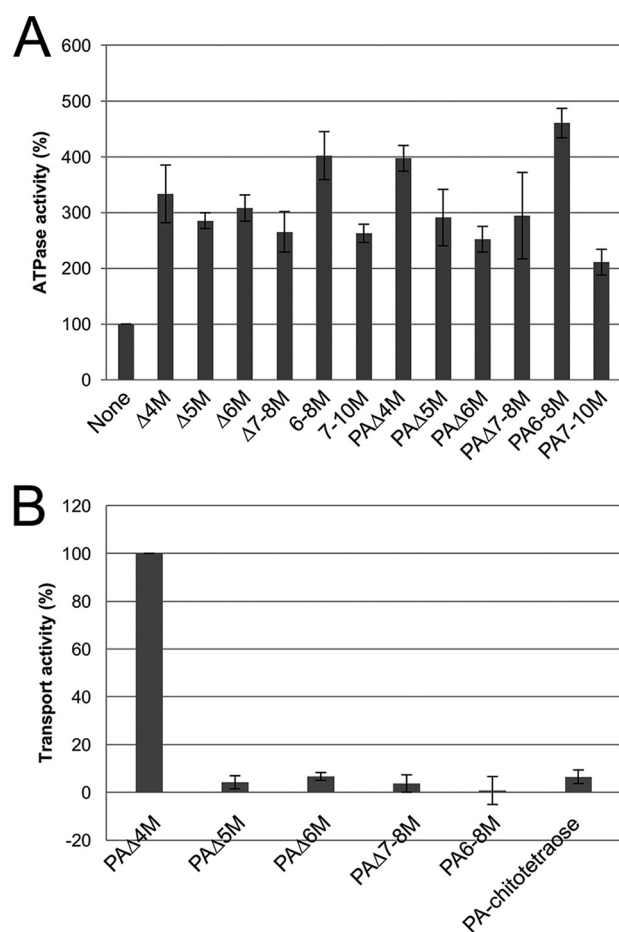 A
600
500
400
300
200
100
0
ATPase activity (%)
None
Δ4M
Δ5M
Δ6M
Δ7-8M
6-8M
7-10M
PAΔ4M
PAΔ5M
PAΔ6M
PAΔ7-8M
PA6-8M
PA7-10M
B
120
100
80
60
40
20
0
-20
Transport activity (%)
PAΔ4M
PAΔ5M
PAΔ6M
PAΔ7-8M
PA6-8M
PA-chitotetraose